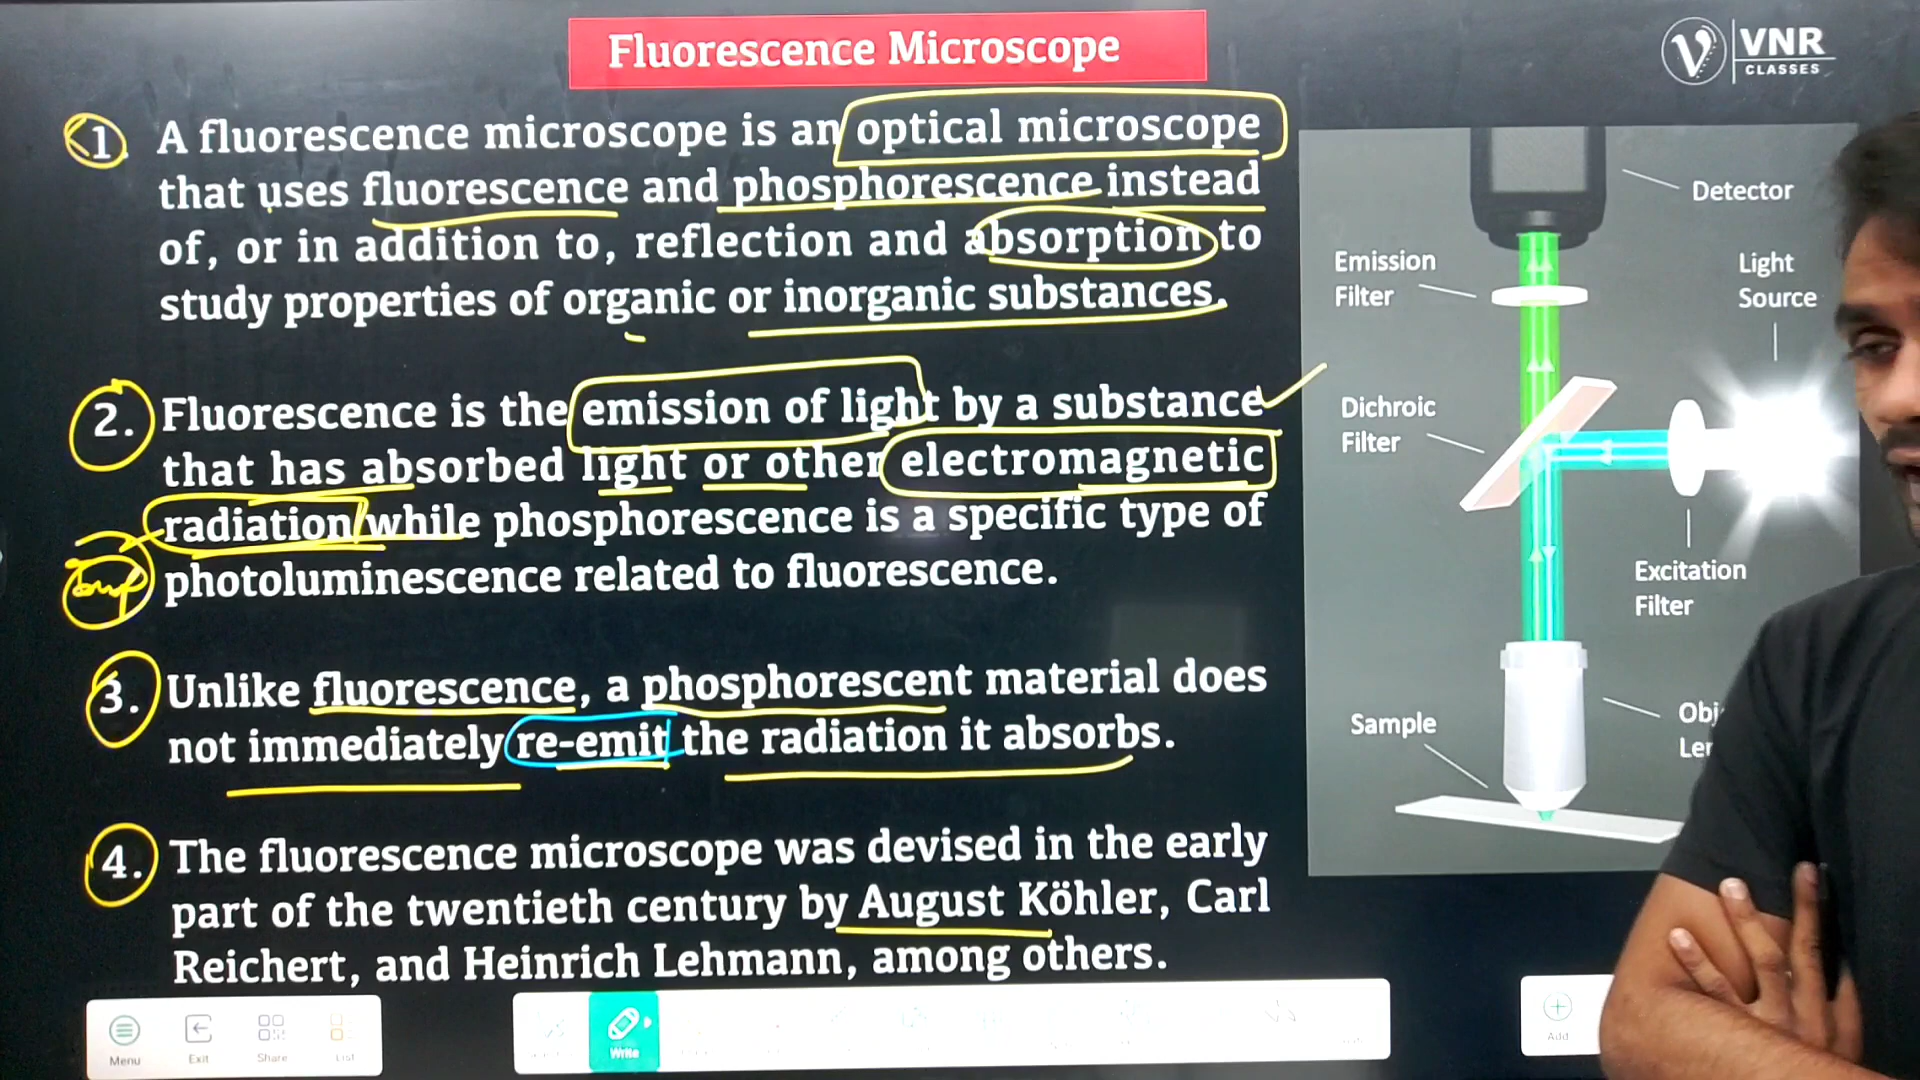 Fluorescence Microscope
VNR
CLASSES
1. A fluorescence microscope is an optical microscope
that uses fluorescence and phosphorescence instead
of, or in addition to, reflection and absorption to
study properties of organic or inorganic substances.
2. Fluorescence is the emission of light by a substance
that has absorbed light or other electromagnetic
radiation while phosphorescence is a specific type of
photoluminescence related to fluorescence.
3. Unlike fluorescence, a phosphorescent material does
not immediately re-emit the radiation it absorbs.
4. The fluorescence microscope was devised in the early
part of the twentieth century by August Köhler, Carl
Reichert, and Heinrich Lehmann, among others.
Detector
Emission
Filter
Light
Source
Dichroic
Filter
Excitation
Filter
Sample
Menu
Exit
Share
List
Write
Add